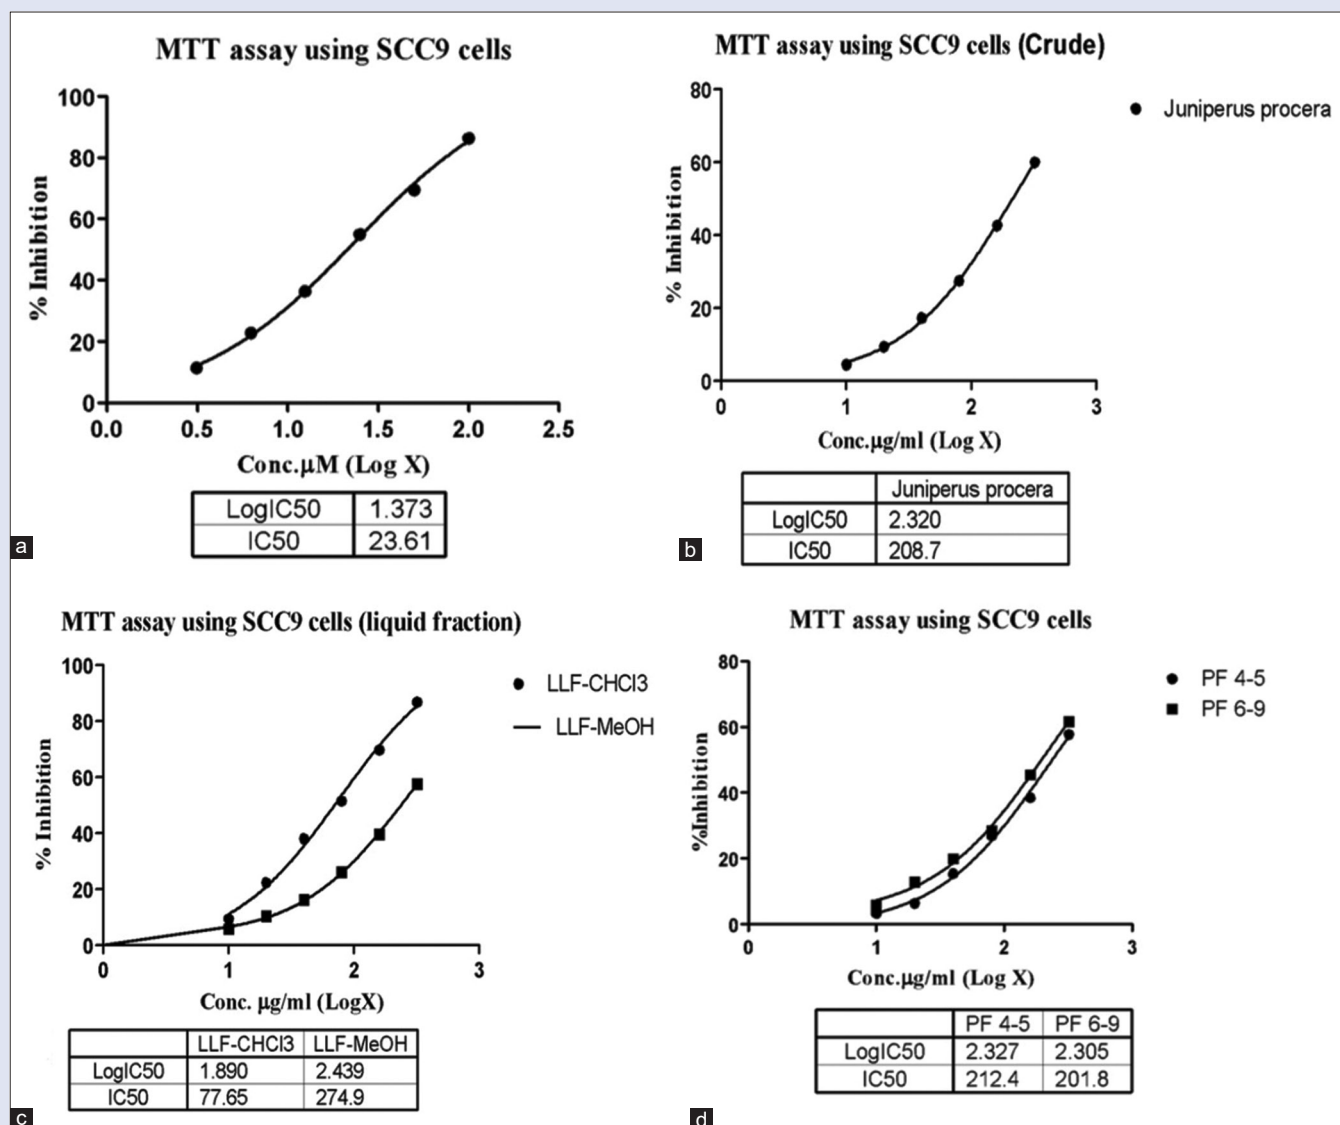 MTT assay using SCC9 cells
100
80
60
40
20
0
% Inhibition
0.0 0.5 1.0 1.5 2.0 2.5
Conc.μM (Log X)
LogIC50 1.373
IC50 23.61
a
MTT assay using SCC9 cells (Crude)
Juniperus procera
80
60
40
20
0
% Inhibition
0 1 2 3
Conc.μg/ml (Log X)
Juniperus procera
LogIC50 2.320
IC50 208.7
b
MTT assay using SCC9 cells (liquid fraction)
LLF-CHCl3
LLF-MeOH
100
80
60
40
20
0
% Inhibition
0 1 2 3
Conc. μg/ml (LogX)
LLF-CHCl3 LLF-MeOH
LogIC50 1.890 2.439
IC50 77.65 274.9
c
MTT assay using SCC9 cells
PF 4-5
PF 6-9
80
60
40
20
0
%Inhibition
0 1 2 3
Conc.μg/ml (Log X)
PF 4-5 PF 6-9
LogIC50 2.327 2.305
IC50 212.4 201.8
d